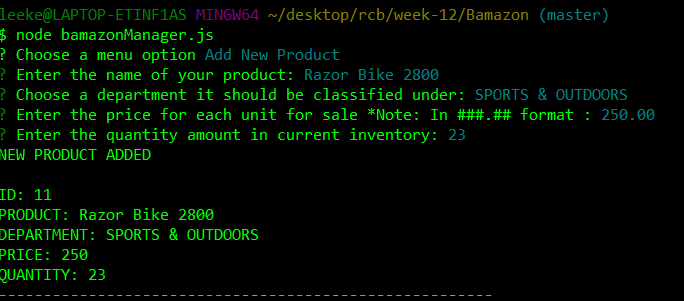 leeke@LAPTOP-ETINF1AS MINGW64 ~/desktop/rcb/week-12/Bamazon (master)
$ node bamazonManager.js
? Choose a menu option Add New Product
? Enter the name of your product: Razor Bike 2800
? Choose a department it should be classified under: SPORTS & OUTDOORS
? Enter the price for each unit for sale *Note: In ###.## format : 250.00
? Enter the quantity amount in current inventory: 23
NEW PRODUCT ADDED
ID: 11
PRODUCT: Razor Bike 2800
DEPARTMENT: SPORTS & OUTDOORS
PRICE: 250
QUANTITY: 23
-------------------------------------------------------